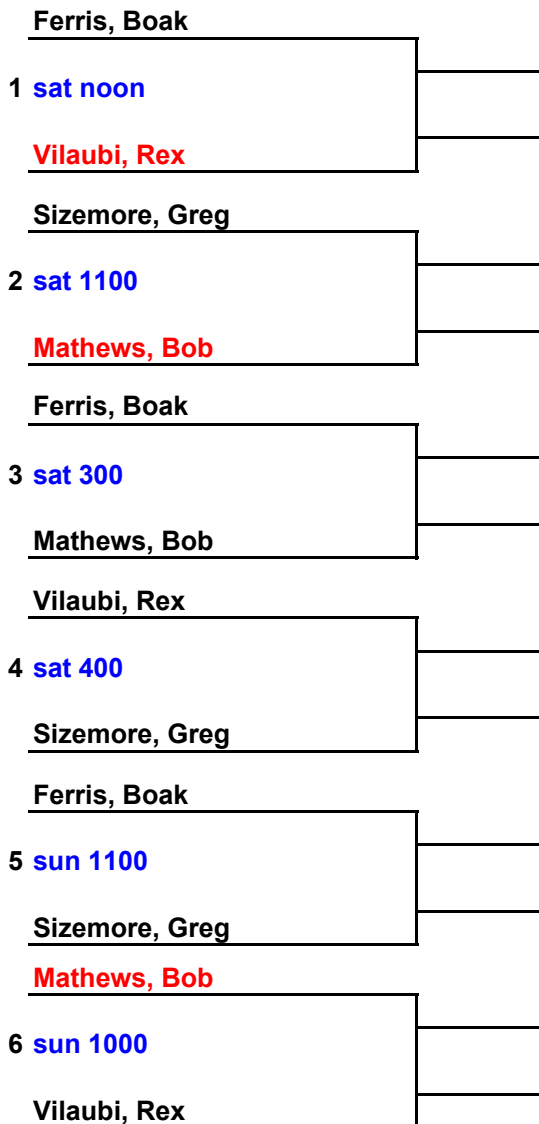 Ferris, Boak
1 sat noon
Vilaubi, Rex
Sizemore, Greg
2 sat 1100
Mathews, Bob
Ferris, Boak
3 sat 300
Mathews, Bob
Vilaubi, Rex
4 sat 400
Sizemore, Greg
Ferris, Boak
5 sun 1100
Sizemore, Greg
Mathews, Bob
6 sun 1000
Vilaubi, Rex